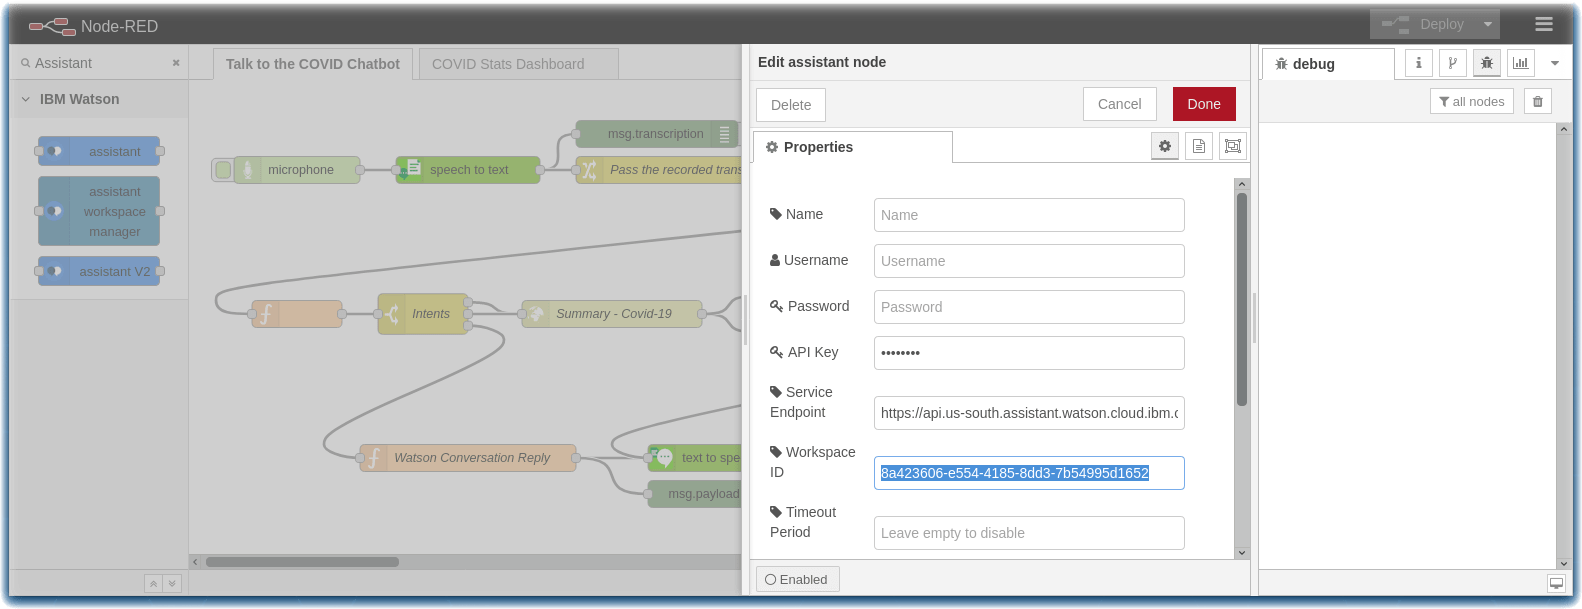 Node-RED
Deploy
Assistant
IBM Watson
assistant
assistant
workspace
manager
assistant V2
Talk to the COVID Chatbot
COVID Stats Dashboard
msg.transcription
microphone
speech to text
Pass the recorded trans
Intents
Summary - Covid-19
Watson Conversation Reply
text to spe
msg.payload
Edit assistant node
Delete
Cancel
Done
Properties
Name
Name
Username
Username
Password
Password
API Key
••••••••
Service
Endpoint
https://api.us-south.assistant.watson.cloud.ibm.c
Workspace
ID
8a423606-e554-4185-8dd3-7b54995d1652
Timeout
Period
Leave empty to disable
Enabled
debug
all nodes